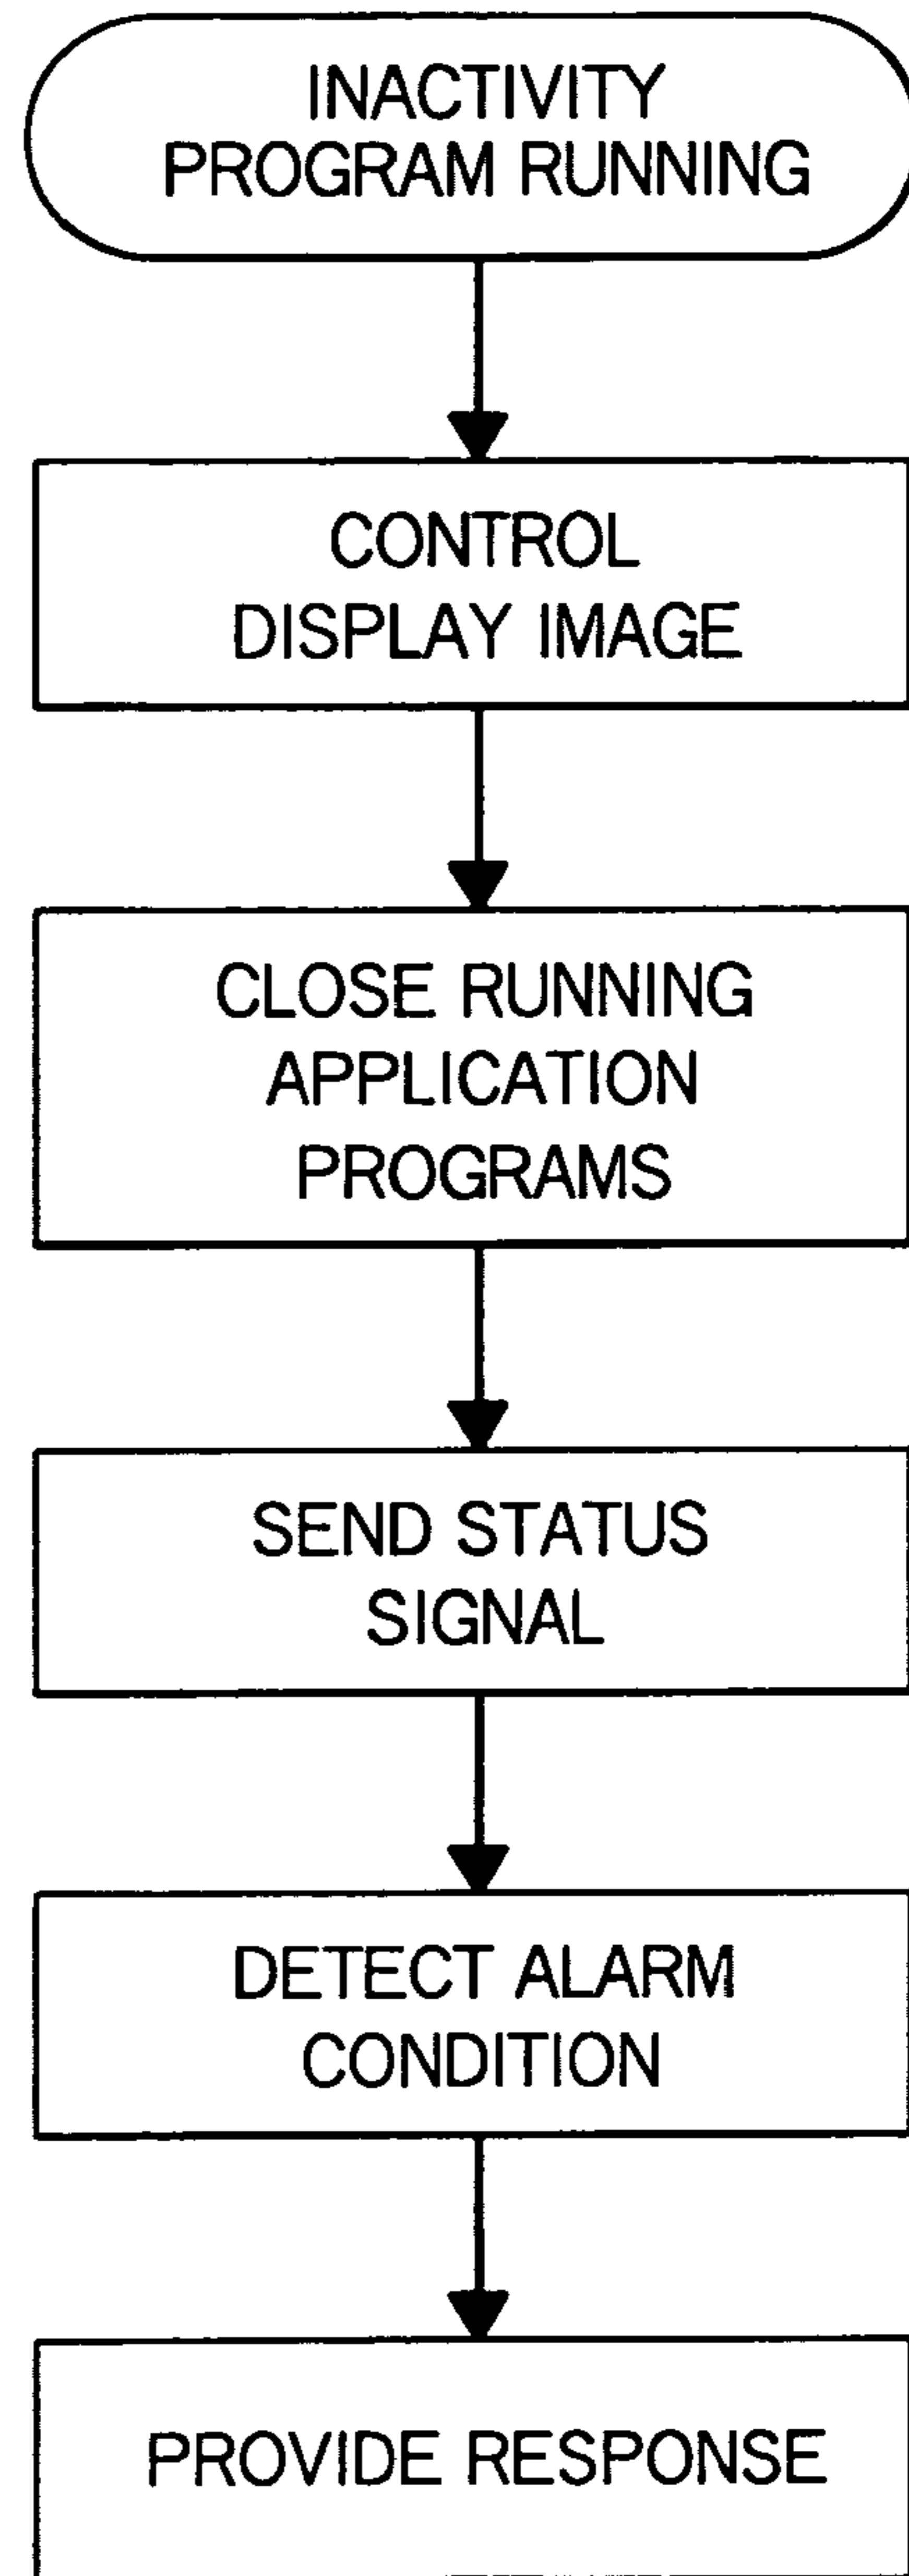 INACTIVITY
PROGRAM RUNNING
CONTROL
DISPLAY IMAGE
CLOSE RUNNING
APPLICATION
PROGRAMS
SEND STATUS
SIGNAL
DETECT ALARM
CONDITION
PROVIDE RESPONSE